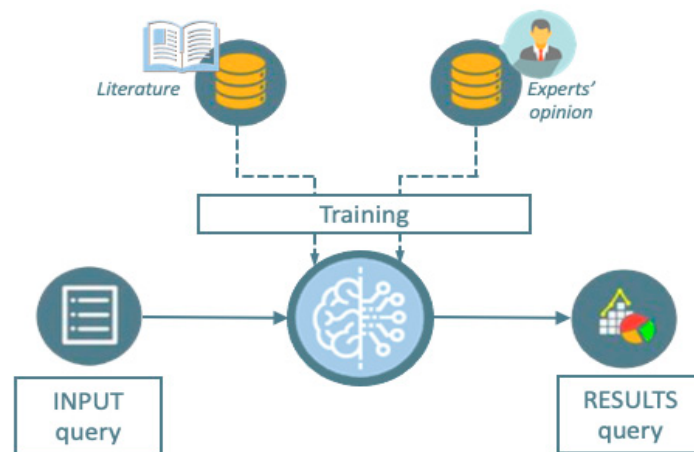 Literature
Experts'
opinion
Training
INPUT
query
RESULTS
query